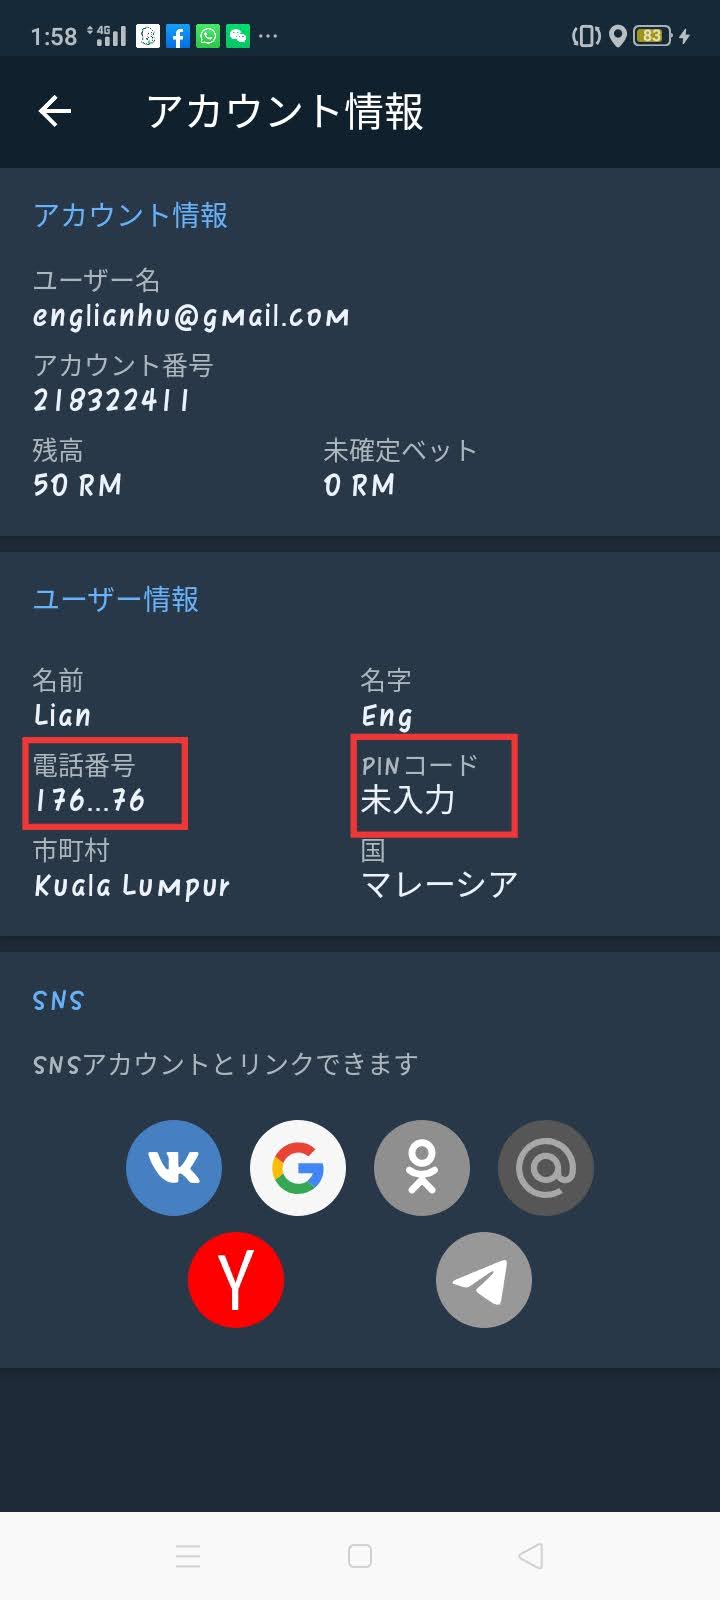 1:58 4G 83
アカウント情報
アカウント情報
ユーザー名
englianhu@gmail.com
アカウント番号
218322411
残高 未確定ベット
50 RM 0 RM
ユーザー情報
名前 名字
Lian Eng
電話番号 PINコード
176...76 未入力
市町村 国
Kuala Lumpur マレーシア
SNS
SNSアカウントとリンクできます